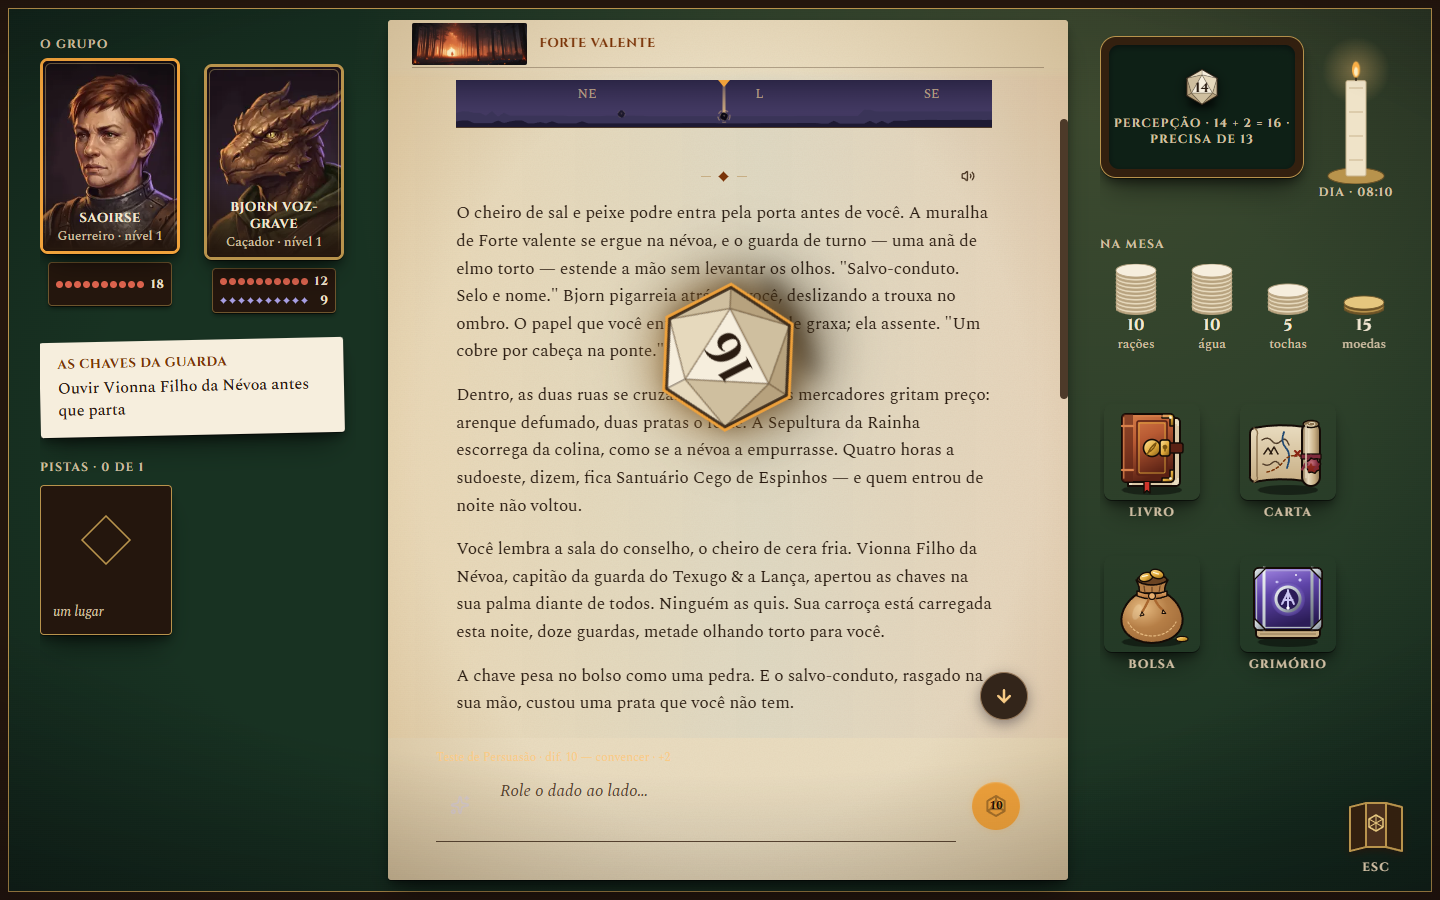 O GRUPO
SAOIRSE
Guerreiro · nível 1
18
BJORN VOZ-
GRAVE
Caçador · nível 1
12
9
AS CHAVES DA GUARDA
Ouvir Vionna Filho da Névoa antes
que parta
PISTAS · 0 DE 1
um lugar
FORTE VALENTE
NE
L
SE
O cheiro de sal e peixe podre entra pela porta antes de você. A muralha
de Forte valente se ergue na névoa, e o guarda de turno — uma anã de
elmo torto — estende a mão sem levantar os olhos. "Salvo-conduto.
Selo e nome." Bjorn pigarreia você, deslizando a trouxa no
ombro. O papel que você de graxa; ela assente. "Um
cobre por cabeça na ponte."
Dentro, as duas ruas se mercadores gritam preço:
arenque defumado, duas pratas o A Sepultura da Rainha
escorrega da colina, como se a névoa a empurrasse. Quatro horas a
sudoeste, dizem, fica Santuário Cego de Espinhos — e quem entrou de
noite não voltou.
Você lembra a sala do conselho, o cheiro de cera fria. Vionna Filho da
Névoa, capitão da guarda do Texugo & a Lança, apertou as chaves na
sua palma diante de todos. Ninguém as quis. Sua carroça está carregada
esta noite, doze guardas, metade olhando torto para você.
A chave pesa no bolso como uma pedra. E o salvo-conduto, rasgado na
sua mão, custou uma prata que você não tem.
16
Persuasão · dif. 10 — convencer · +2
Role o dado ao lado...
10
14
PERCEPÇÃO · 14 + 2 = 16 ·
PRECISA DE 13
DIA · 08:10
NA MESA
10
rações
10
água
5
tochas
15
moedas
LIVRO
CARTA
BOLSA
GRIMÓRIO
ESC